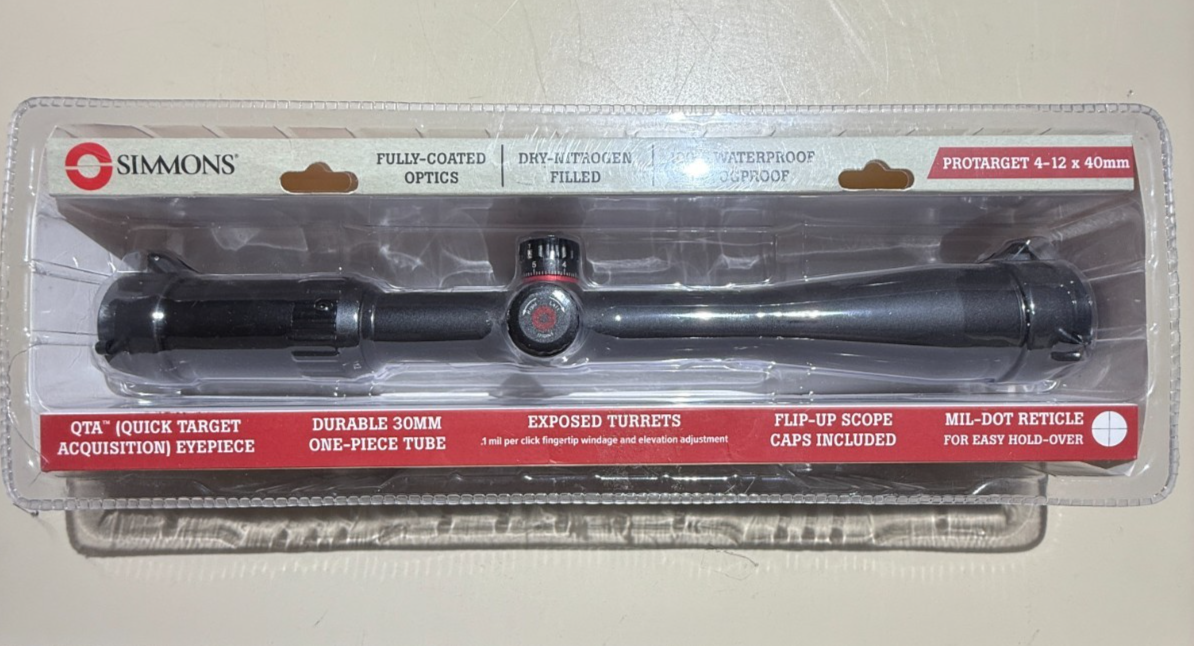 SIMMONS®
FULLY-COATED
OPTICS
DRY-NITROGEN
FILLED
WATERPROOF
PROTARGET 4-12 x 40mm
5 4
QTA™ (QUICK TARGET
ACQUISITION) EYEPIECE
DURABLE 30MM
ONE-PIECE TUBE
EXPOSED TURRETS
.1 mil per click fingertip windage and elevation adjustment
FLIP-UP SCOPE
CAPS INCLUDED
MIL-DOT RETICLE
FOR EASY HOLD-OVER